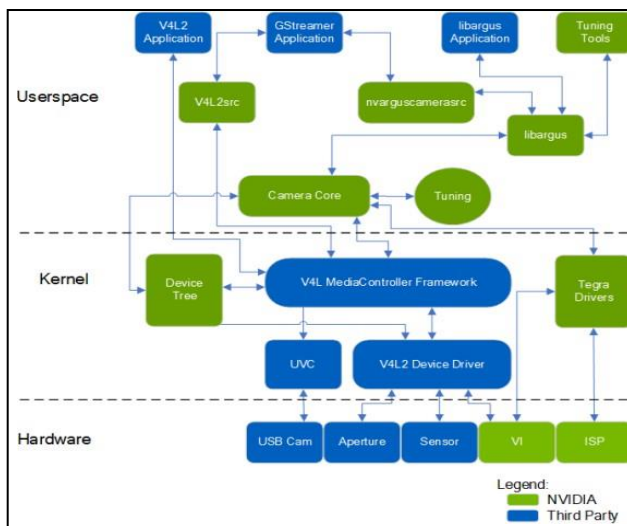 V4L2
Application
GStreamer
Application
libargus
Application
Tuning
Tools
Userspace
V4L2src
nvarguscamerasrc
libargus
Camera Core
Tuning
Kernel
Device
Tree
V4L MediaController Framework
Tegra
Drivers
UVC
V4L2 Device Driver
Hardware
USB Cam
Aperture
Sensor
VI
ISP
Legend:
NVIDIA
Third Party